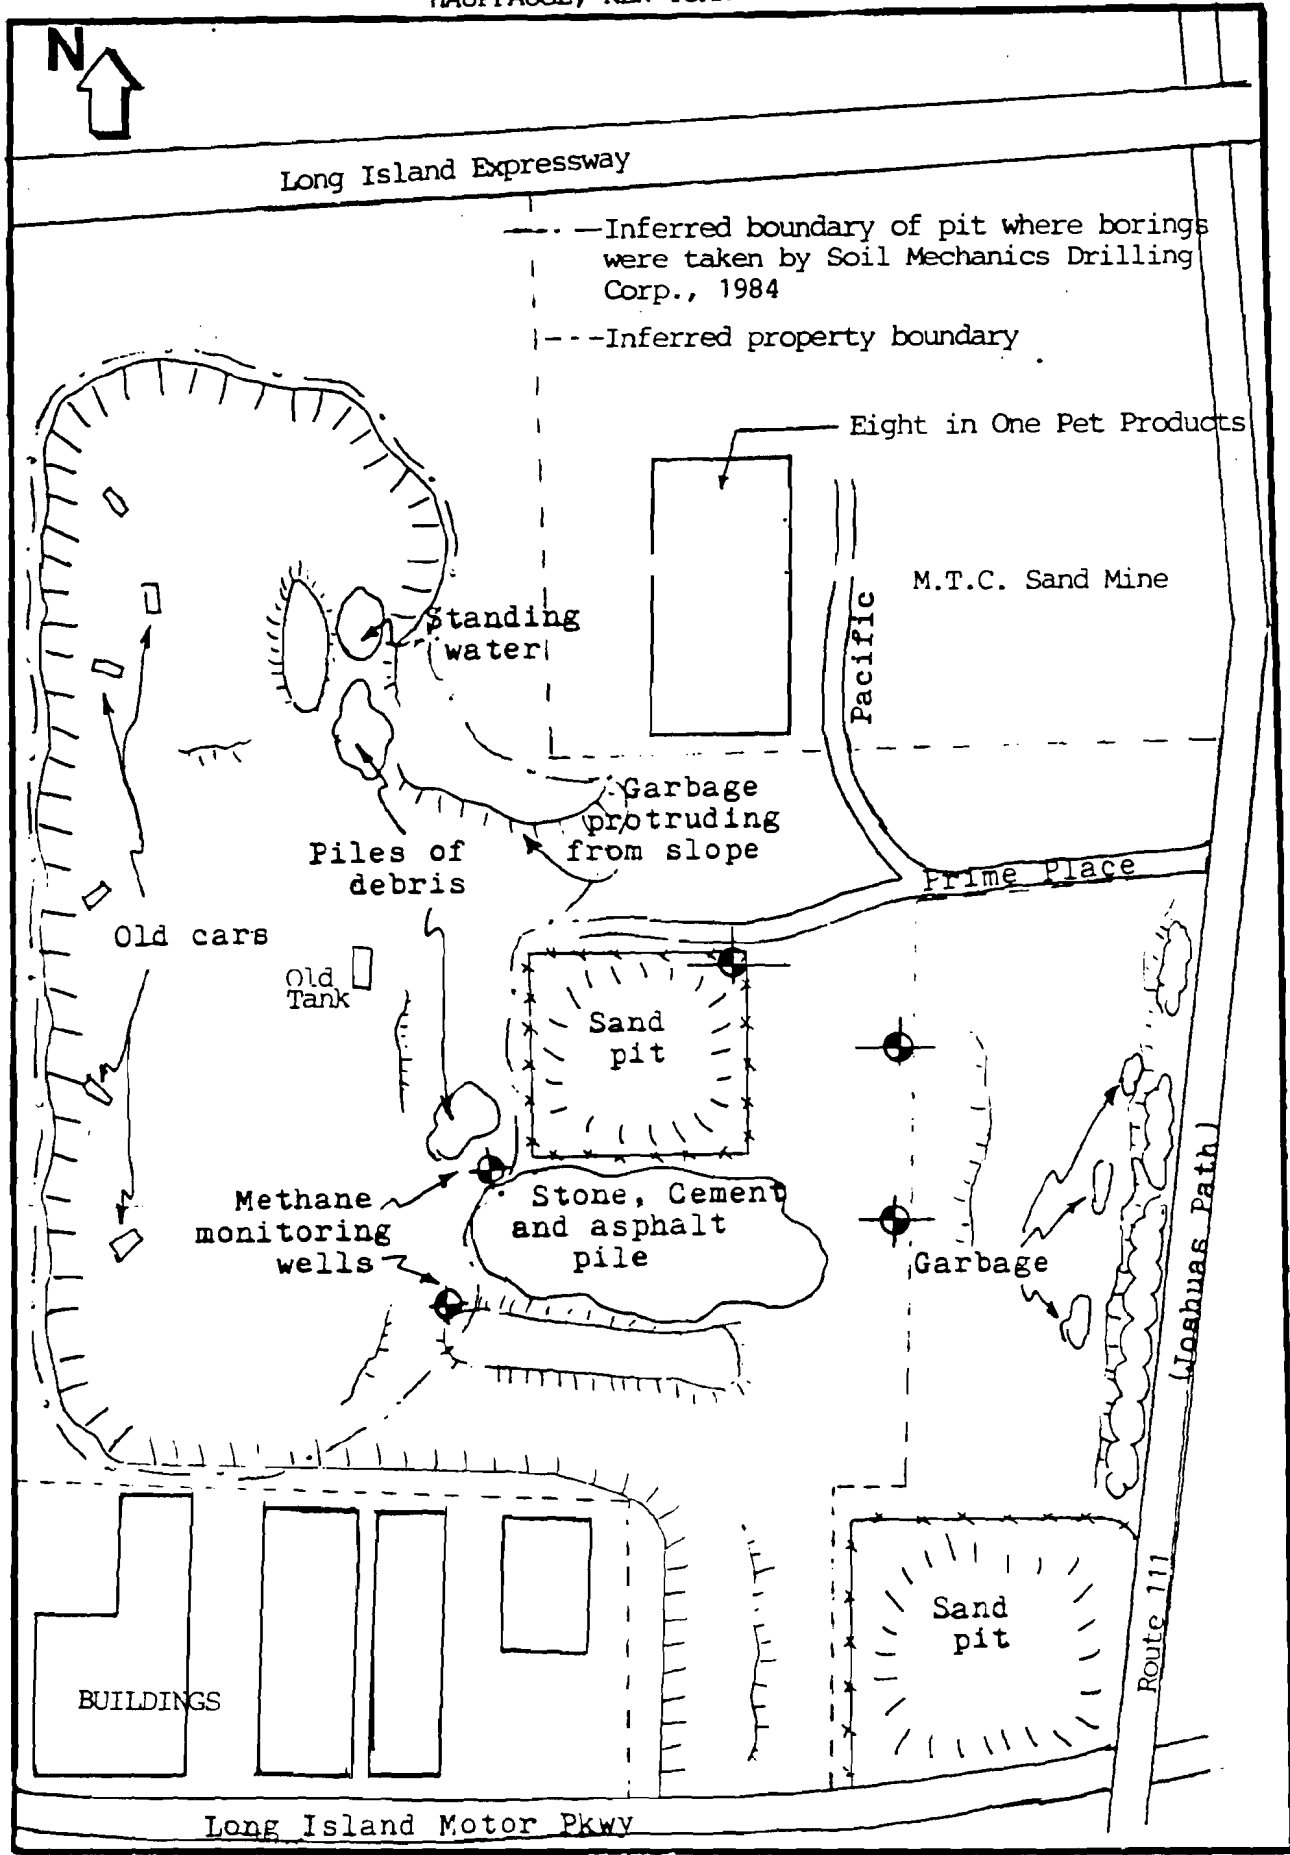 N
Long Island Expressway
Inferred boundary of pit where borings
were taken by Soil Mechanics Drilling
Corp., 1984
Inferred property boundary
Eight in One Pet Products
M.T.C. Sand Mine
Pacific
Standing
water
Garbage
protruding
from slope
Piles of
debris
Prime Place
Old cars
Old
Tank
Sand
pit
Methane
monitoring
wells
Stone, Cement
and asphalt
pile
Garbage
(Joshuas Path)
Route 111
Sand
pit
BUILDINGS
Long Island Motor Pkwy